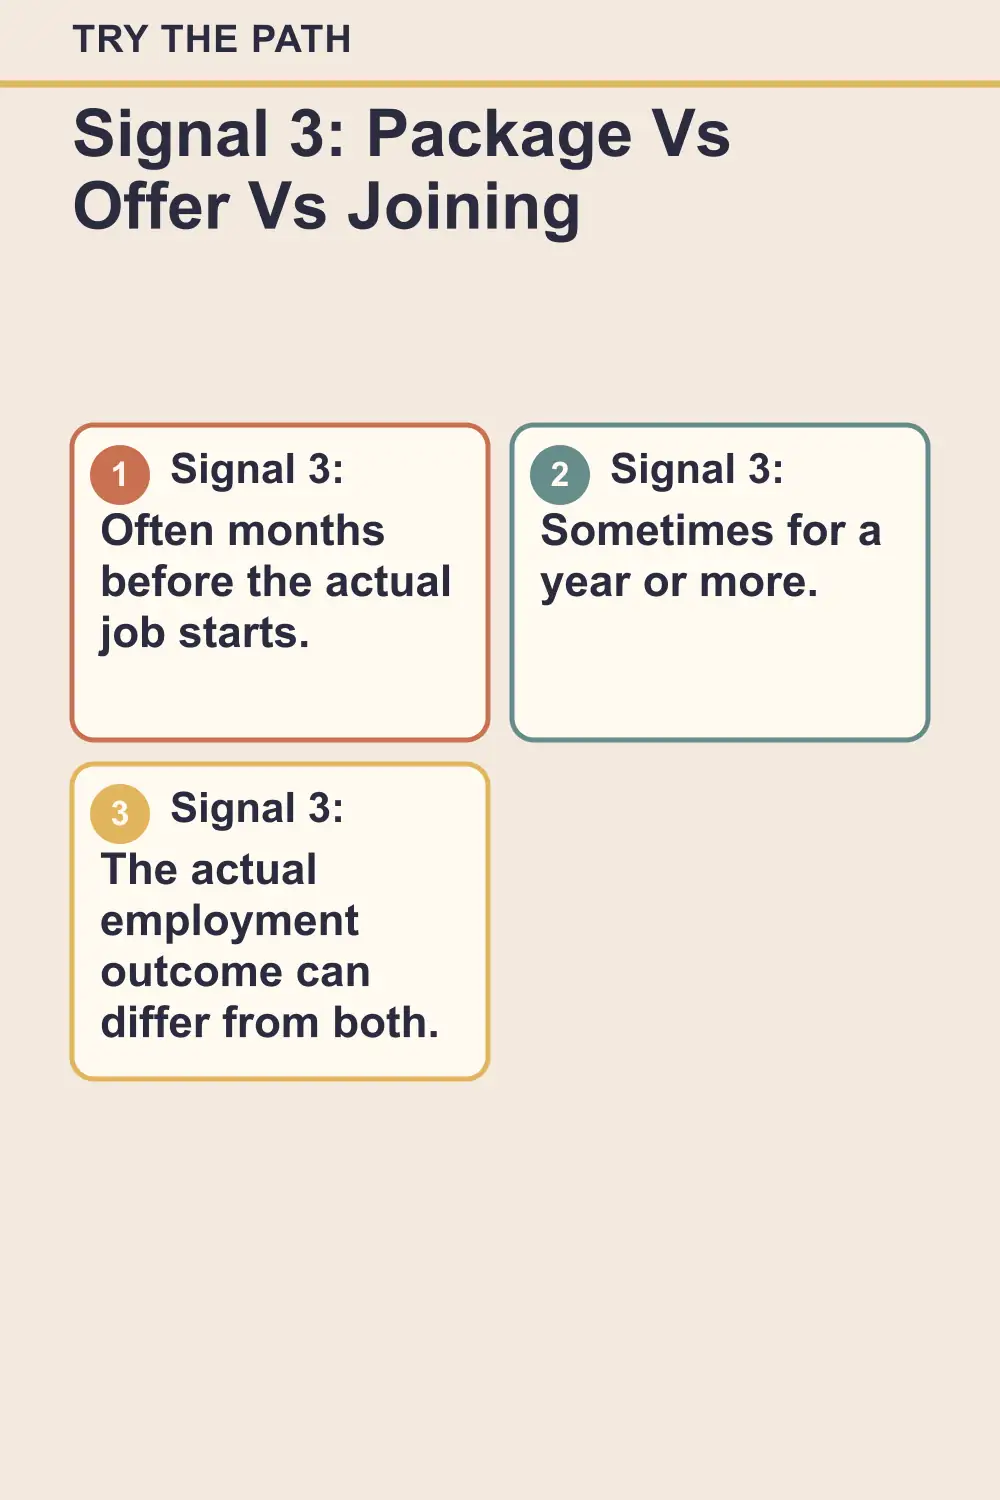 TRY THE PATH
Signal 3: Package Vs
Offer Vs Joining
1 Signal 3:
Often months
before the actual
job starts.
2 Signal 3:
Sometimes for a
year or more.
3 Signal 3:
The actual
employment
outcome can
differ from both.